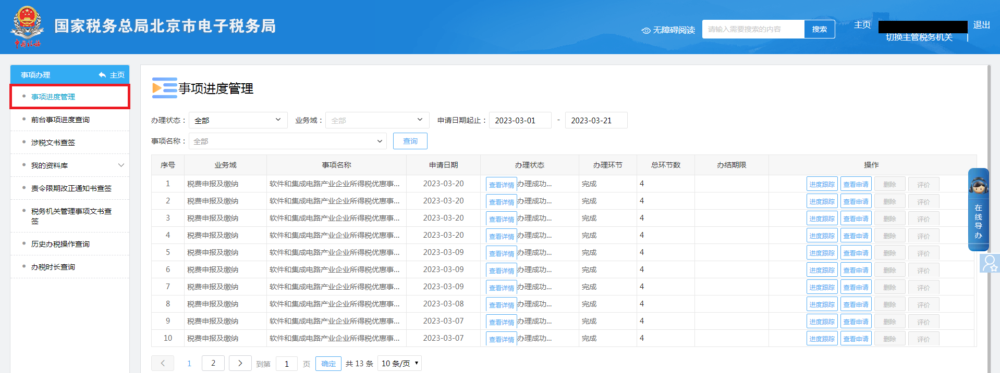 国家税务总局北京市电子税务局
中国税务
无障碍阅读 请输入需要搜索的内容 搜索 主页 退出
切换主管税务机关 |
事项办理 主页
事项进度管理
前台事项进度查询
涉税文书查签
我的资料库
责令限期改正通知书查签
税务机关管理事项文书查
签
历史办税操作查询
办税时长查询
事项进度管理
办理状态： 全部 业务域： 全部 申请日期起止： 2023-03-01 - 2023-03-21
事项名称： 全部 查询
序号 业务域 事项名称 申请日期 办理状态 办理环节 总环节数 办结期限 操作
1 税费申报及缴纳 软件和集成电路产业企业所得税优惠事... 2023-03-20 查看详情 办理成功... 完成 4 进度跟踪 查看申请 删除 评价
2 税费申报及缴纳 软件和集成电路产业企业所得税优惠事... 2023-03-20 查看详情 办理成功... 完成 4 进度跟踪 查看申请 删除 评价
3 税费申报及缴纳 软件和集成电路产业企业所得税优惠事... 2023-03-20 查看详情 办理成功... 完成 4 进度跟踪 查看申请 删除 评价
4 税费申报及缴纳 软件和集成电路产业企业所得税优惠事... 2023-03-20 查看详情 办理成功... 完成 4 进度跟踪 查看申请 删除 评价
5 税费申报及缴纳 软件和集成电路产业企业所得税优惠事... 2023-03-09 查看详情 办理成功... 完成 4 进度跟踪 查看申请 删除 评价
6 税费申报及缴纳 软件和集成电路产业企业所得税优惠事... 2023-03-09 查看详情 办理成功... 完成 4 进度跟踪 查看申请 删除 评价
7 税费申报及缴纳 软件和集成电路产业企业所得税优惠事... 2023-03-09 查看详情 办理成功... 完成 4 进度跟踪 查看申请 删除 评价
8 税费申报及缴纳 软件和集成电路产业企业所得税优惠事... 2023-03-08 查看详情 办理成功... 完成 4 进度跟踪 查看申请 删除 评价
9 税费申报及缴纳 软件和集成电路产业企业所得税优惠事... 2023-03-07 查看详情 办理成功... 完成 4 进度跟踪 查看申请 删除 评价
10 税费申报及缴纳 软件和集成电路产业企业所得税优惠事... 2023-03-07 查看详情 办理成功... 完成 4 进度跟踪 查看申请 删除 评价
1 2 到第 1 页 确定 共 13 条 10 条/页
在
线
导
办